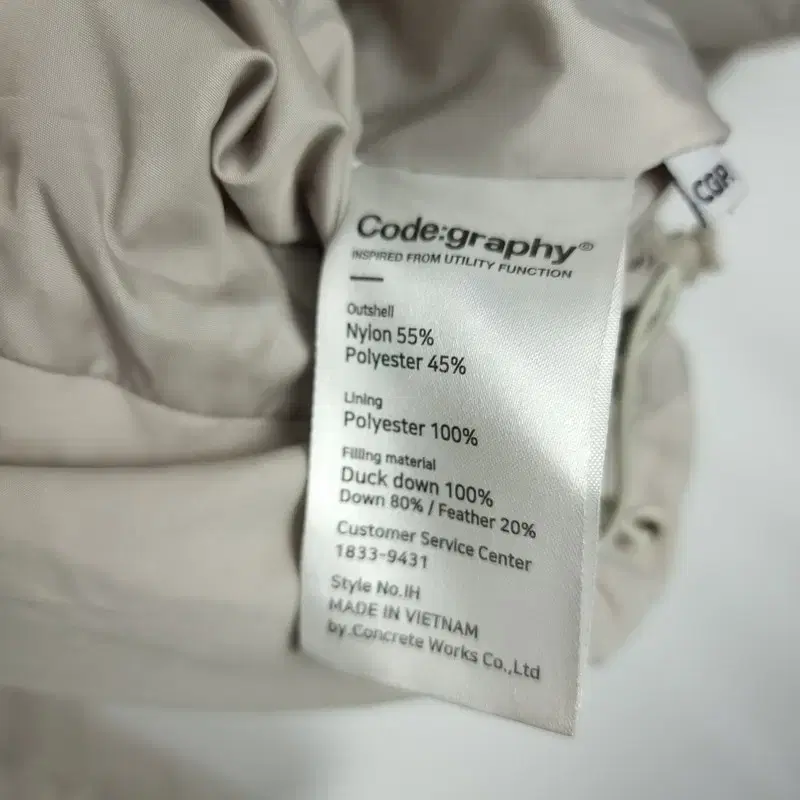 Code:graphy®
INSPIRED FROM UTILITY FUNCTION
Outshell
Nylon 55%
Polyester 45%
Lining
Polyester 100%
Filling material
Duck down 100%
Down 80% / Feather 20%
Customer Service Center
1833-9431
Style No.IH
MADE IN VIETNAM
by.Concrete Works Co.,Ltd
CGP